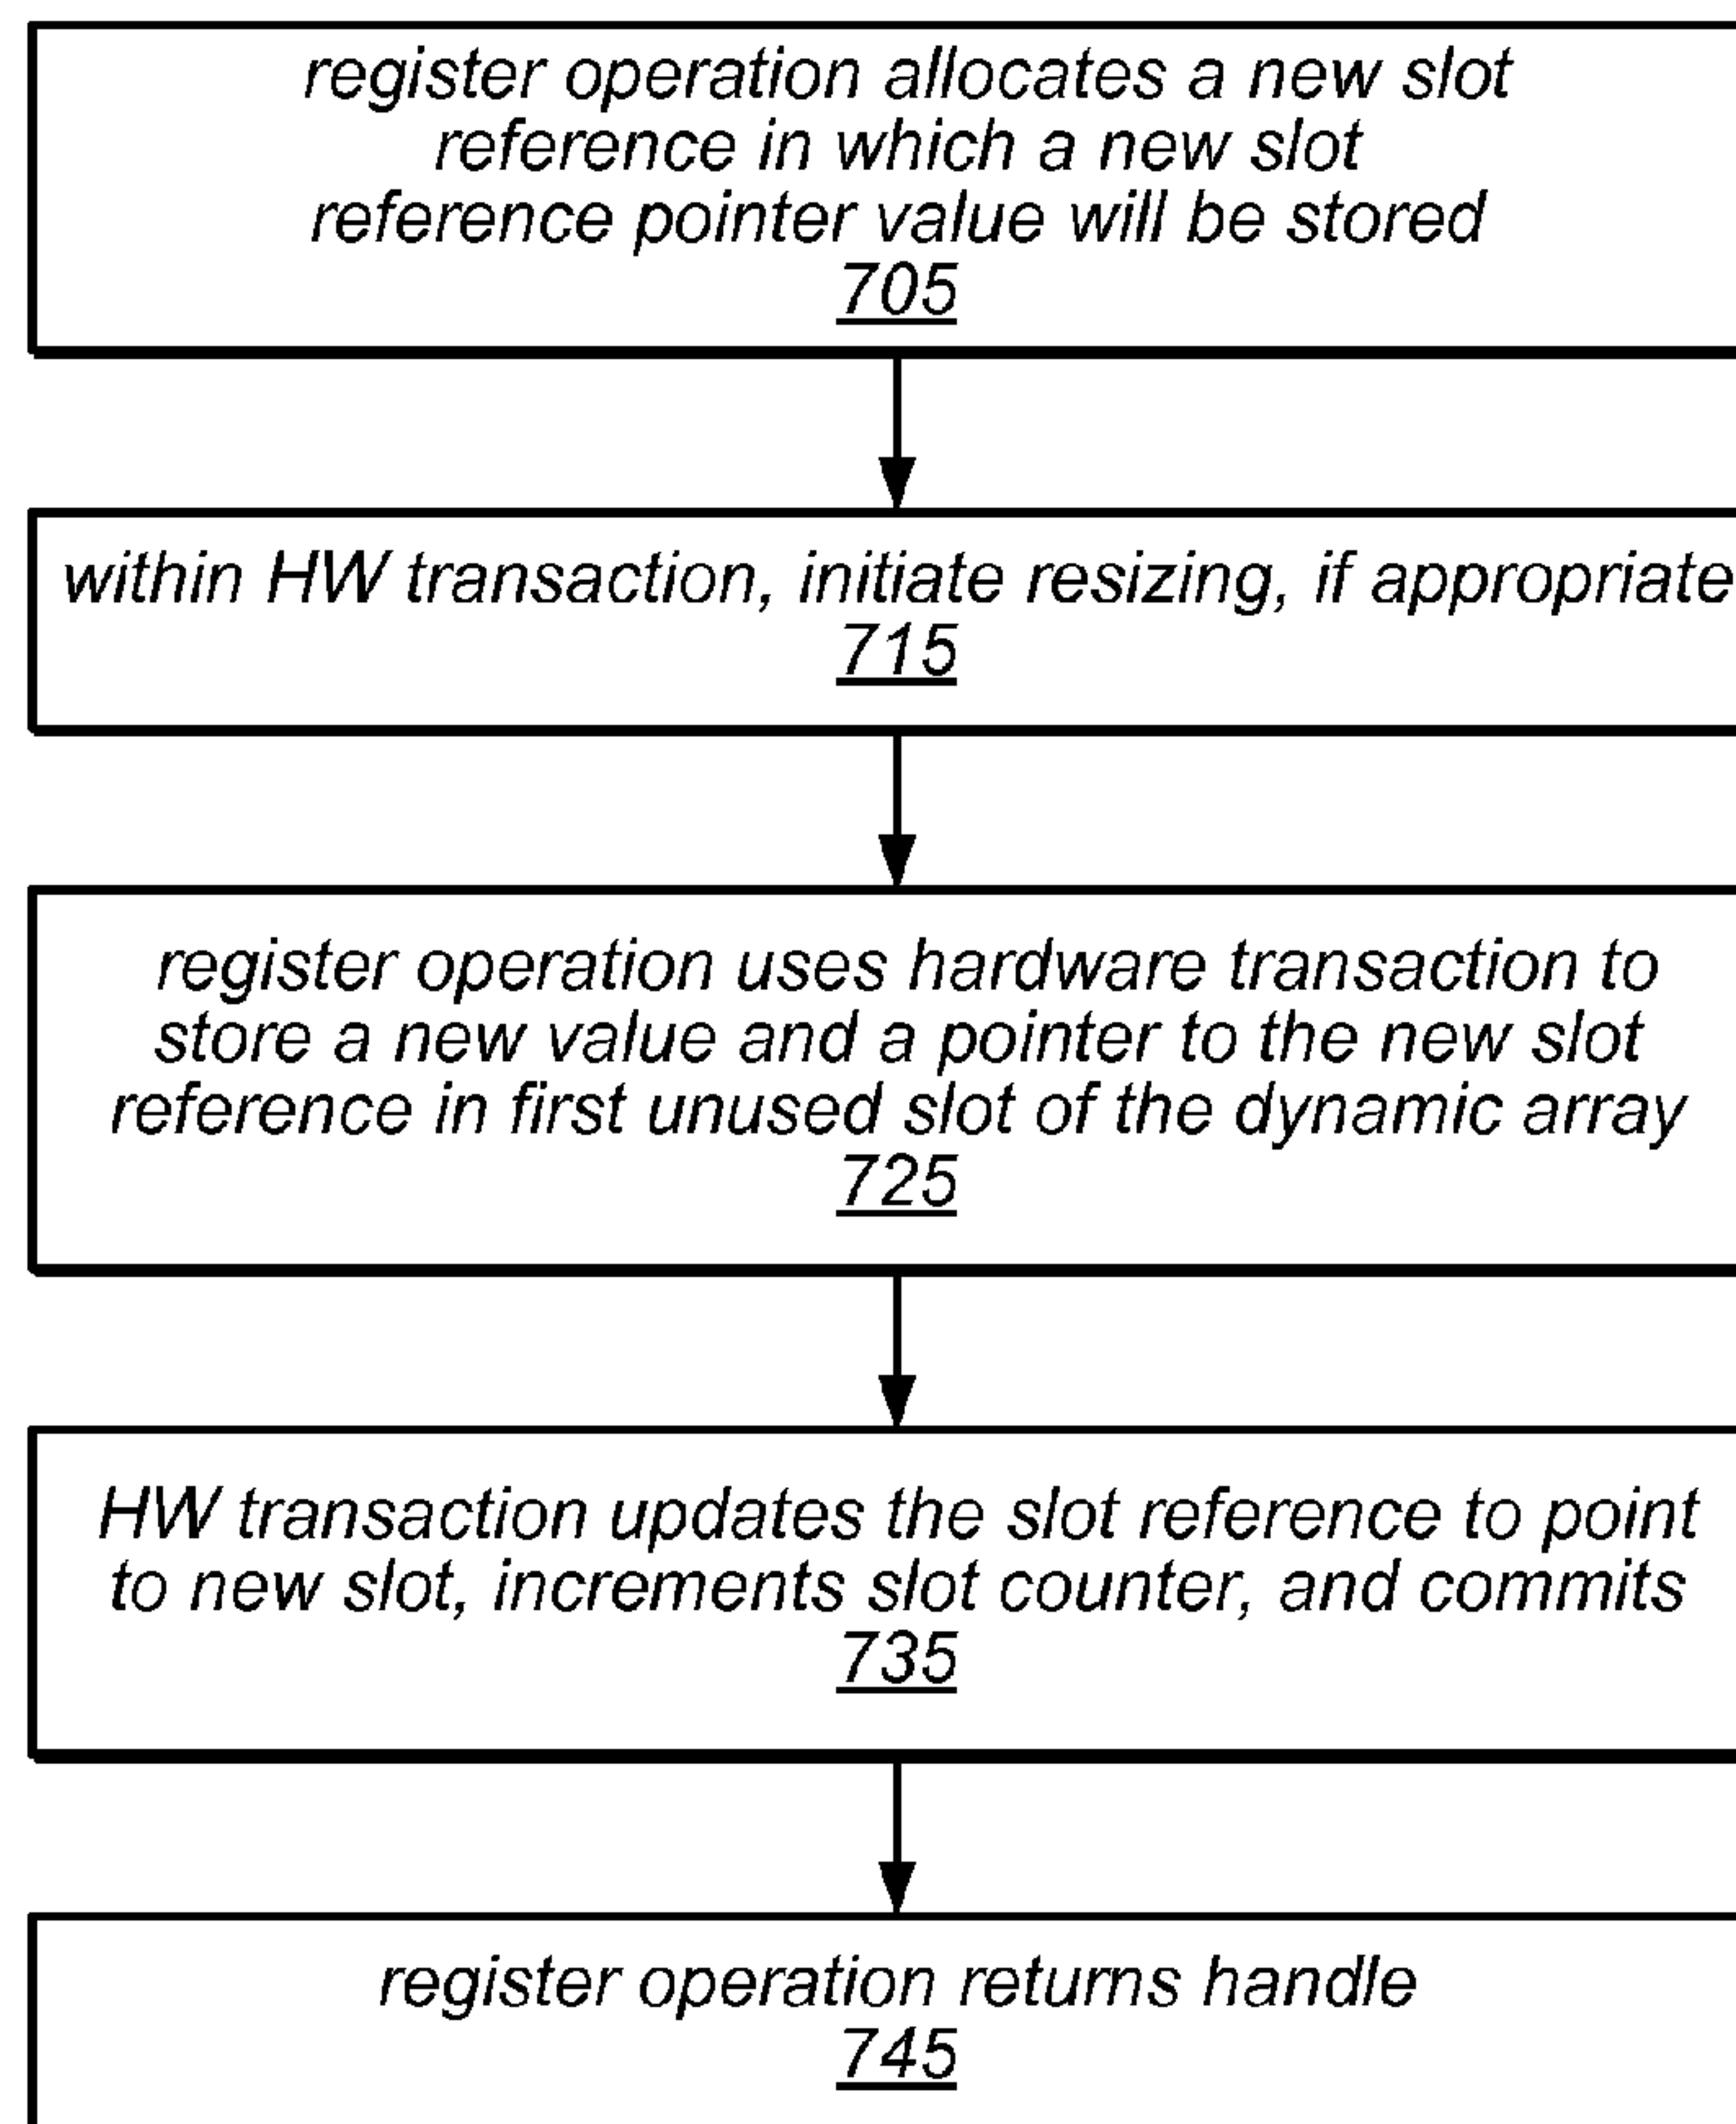 register operation allocates a new slot
reference in which a new slot
reference pointer value will be stored
705
within HW transaction, initiate resizing, if appropriate
715
register operation uses hardware transaction to
store a new value and a pointer to the new slot
reference in first unused slot of the dynamic array
725
HW transaction updates the slot reference to point
to new slot, increments slot counter, and commits
735
register operation returns handle
745